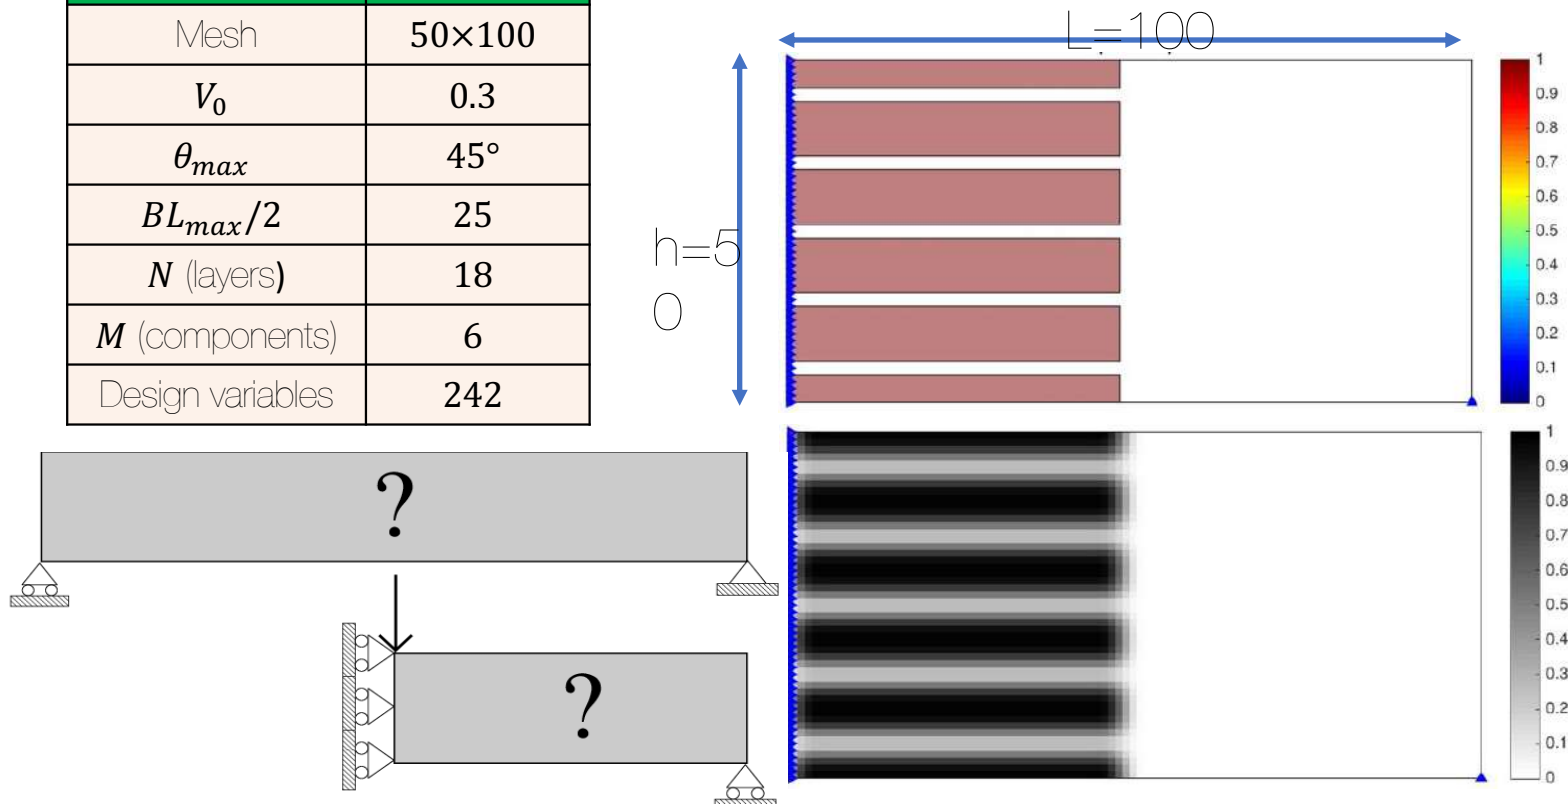 Mesh 50×100
V₀ 0.3
θₘₐₓ 45°
BLₘₐₓ/2 25
N (layers) 18
M (components) 6
Design variables 242
L=100
h=5
0
1
0.9
0.8
0.7
0.6
0.5
0.4
0.3
0.2
0.1
0
1
0.9
0.8
0.7
0.6
0.5
0.4
0.3
0.2
0.1
0
?
?